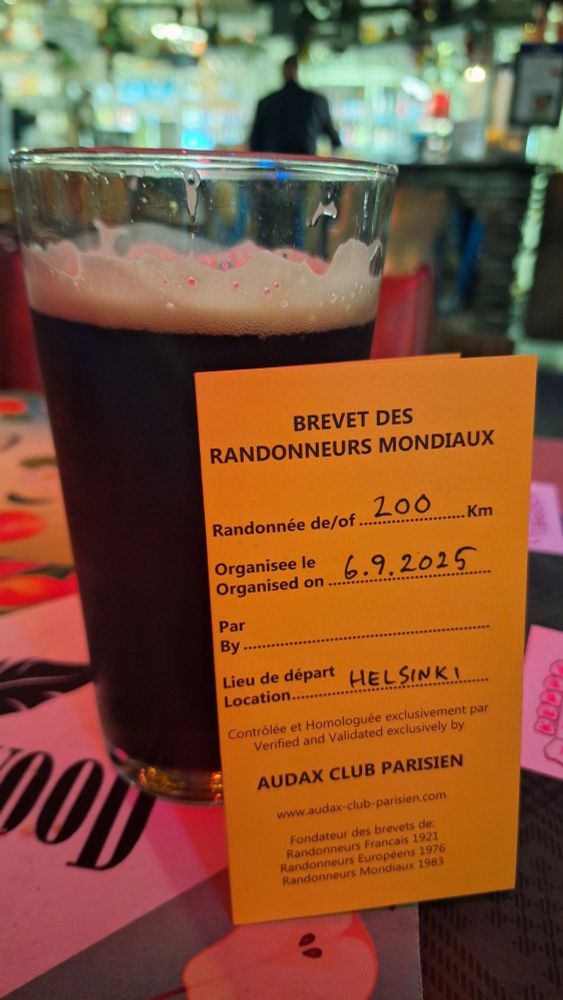 BREVET DES
RANDONNEURS MONDIAUX
Randonnée de/of ..... 200 ..... Km
Organisee le
Organised on ..... 6.9.2025 .....
Par
By ..........
Lieu de départ
Location ..... HELSINKI .....
Contrôlée et Homologuée exclusivement par
Verified and Validated exclusively by
AUDAX CLUB PARISIEN
www.audax-club-parisien.com
Fondateur des brevets de:
Randonneurs Francais 1921
Randonneurs Européens 1976
Randonneurs Mondiaux 1983